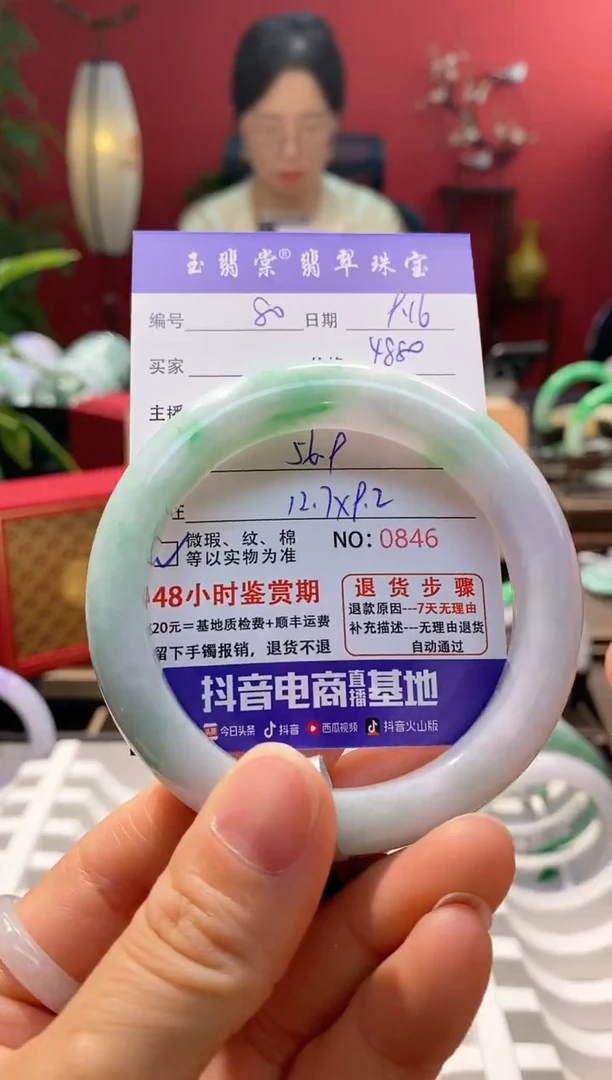 玉翡棠®翡翠珠宝
编号 80 日期 9.16
买家 4880
主播
56.9
12.7x9.2
微瑕、纹、棉
等以实物为准
NO: 0846
48小时鉴赏期
20元=基地质检费+顺丰运费
留下手镯报销，退货不退
退货步骤
退款原因---7天无理由
补充描述---无理由退货
自动通过
抖音电商直播基地
今日头条 抖音 西瓜视频 抖音火山版